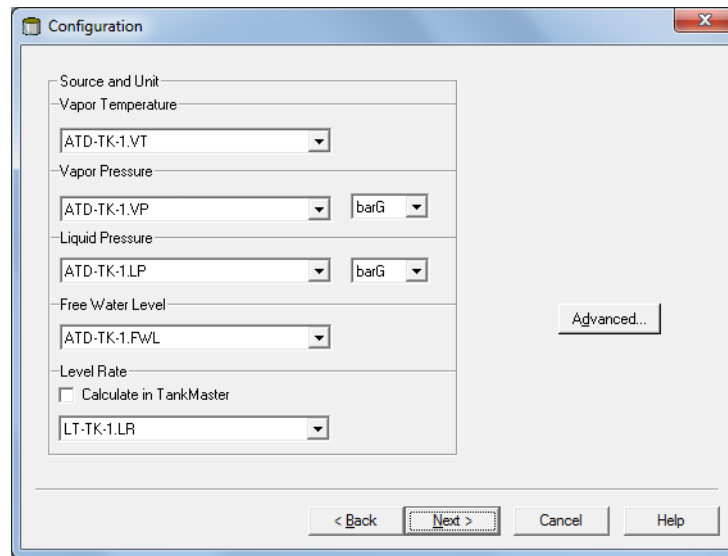 Configuration
Source and Unit
Vapor Temperature
ATD-TK-1.VT
Vapor Pressure
ATD-TK-1.VP barG
Liquid Pressure
ATD-TK-1.LP barG
Free Water Level
ATD-TK-1.FWL
Advanced...
Level Rate
Calculate in TankMaster
LT-TK-1.LR
< Back Next > Cancel Help